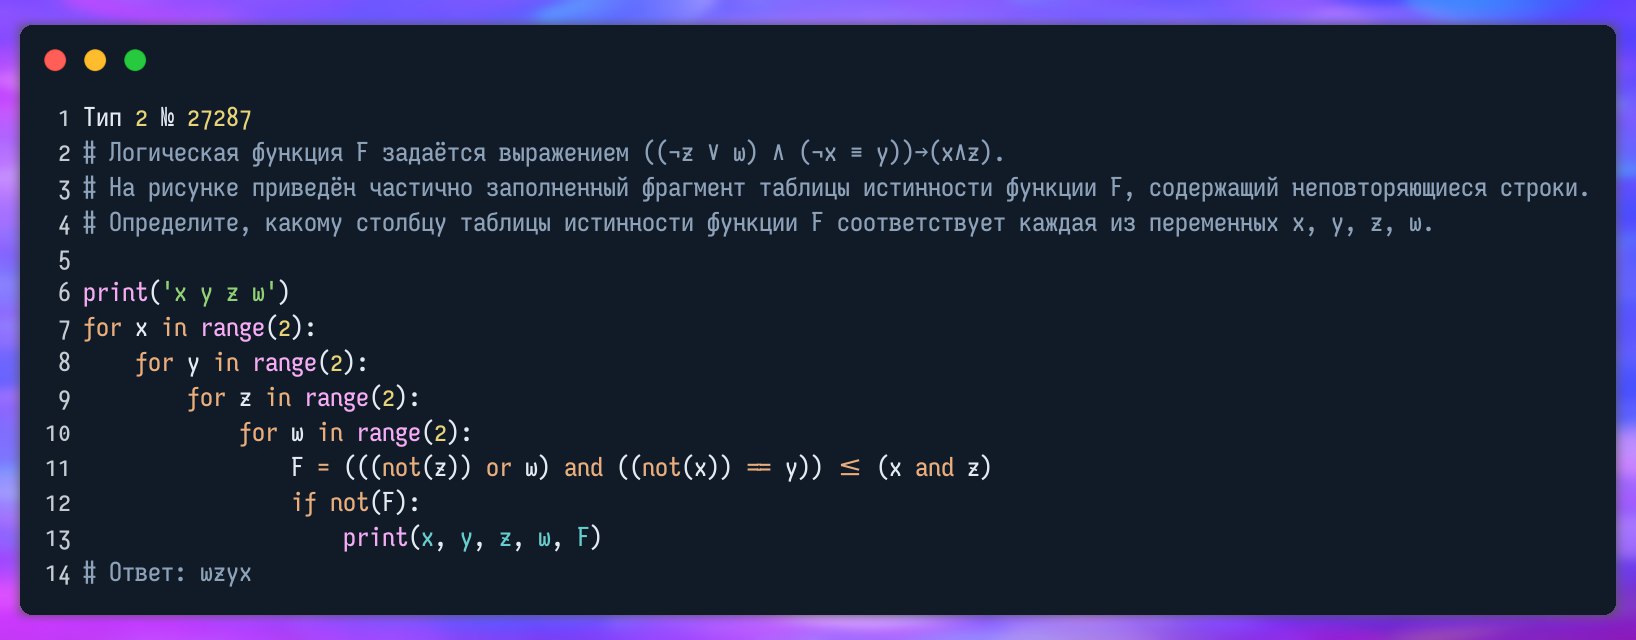 1 Тип 2 № 27287
2 # Логическая функция F задаётся выражением ((¬z ∨ w) ∧ (¬x ≡ y))→(x∧z).
3 # На рисунке приведён частично заполненный фрагмент таблицы истинности функции F, содержащий неповторяющиеся строки.
4 # Определите, какому столбцу таблицы истинности функции F соответствует каждая из переменных x, y, z, w.
5
6 print('x y z w')
7 for x in range(2):
8     for y in range(2):
9         for z in range(2):
10             for w in range(2):
11                 F = (((not(z)) or w) and ((not(x)) == y)) <= (x and z)
12                 if not(F):
13                     print(x, y, z, w, F)
14 # Ответ: wzyx